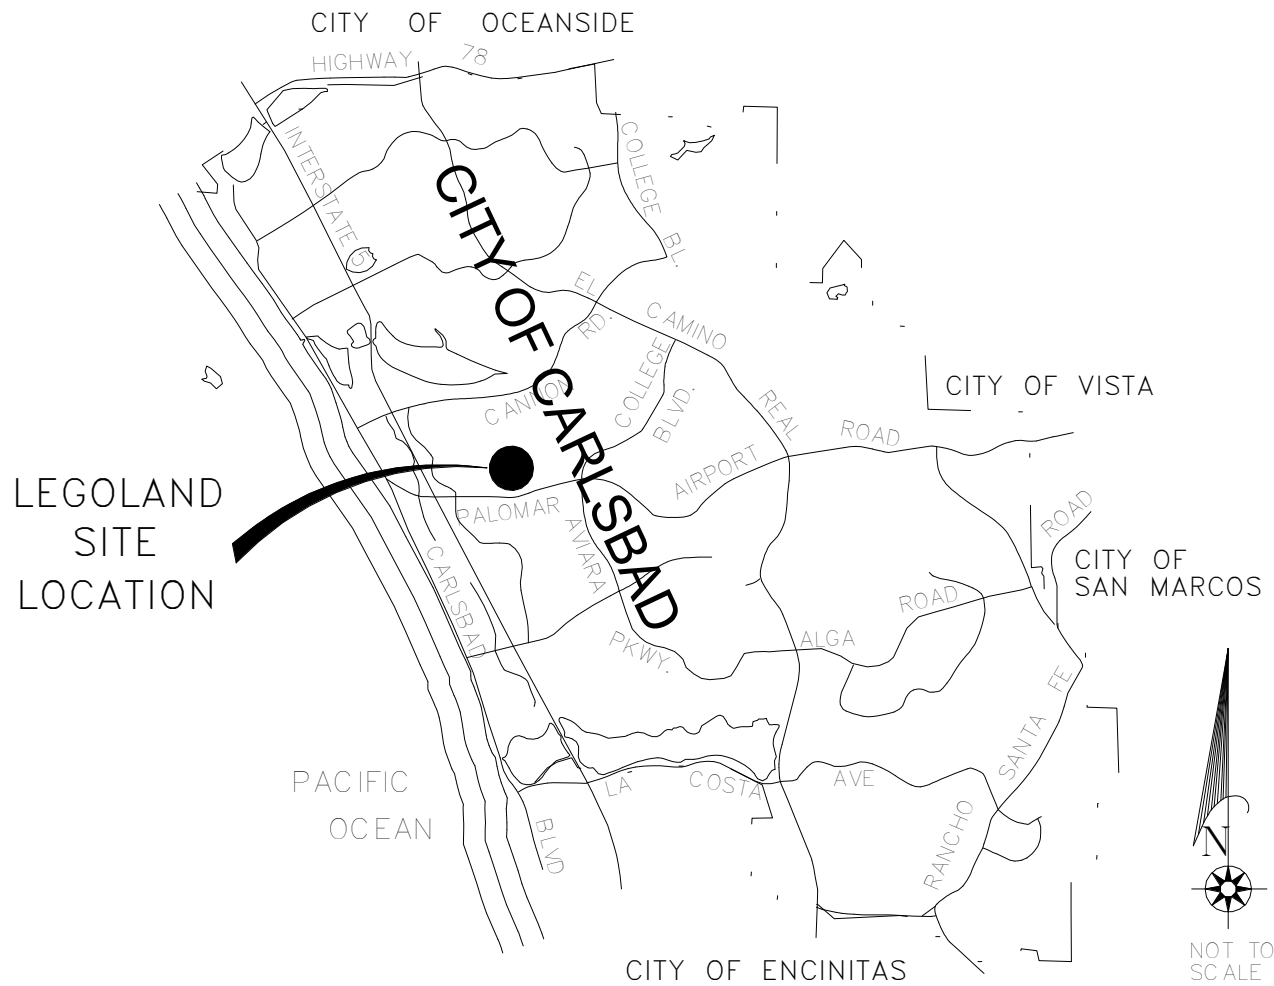 CITY OF OCEANSIDE
HIGHWAY 78
INTERSTATE 5
COLLEGE BL.
CITY OF CARLSBAD
EL CAMINO REAL
CANNON RD.
COLLEGE BLVD.
CITY OF VISTA
PALOMAR AIRPORT ROAD
LEGOLAND
SITE
LOCATION
AVIARA PKWY.
CARLSBAD BLVD
ROAD
CITY OF
SAN MARCOS
ALGA ROAD
RANCHO SANTA FE
PACIFIC
OCEAN
LA COSTA AVE
N
CITY OF ENCINITAS
NOT TO
SCALE